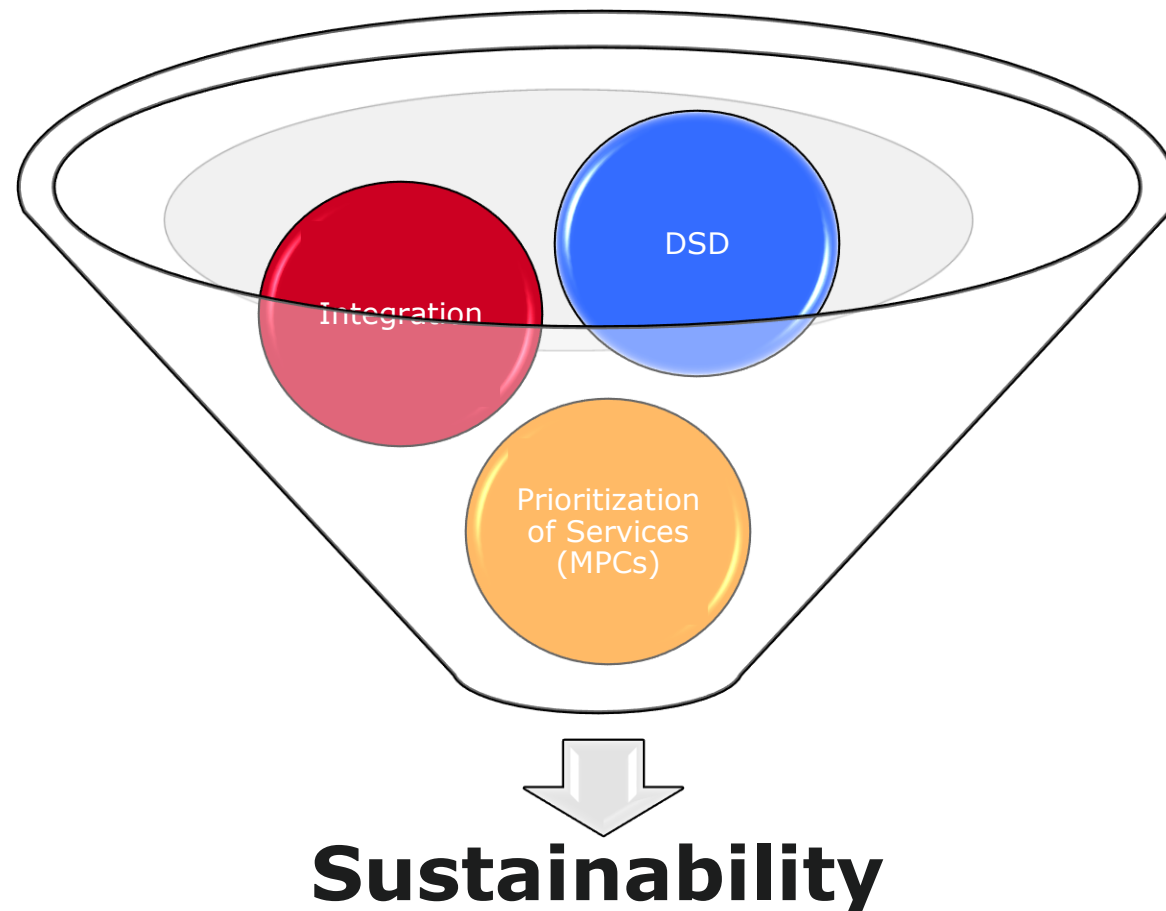 DSD
Integration
Prioritization
of Services
(MPCs)
Sustainability